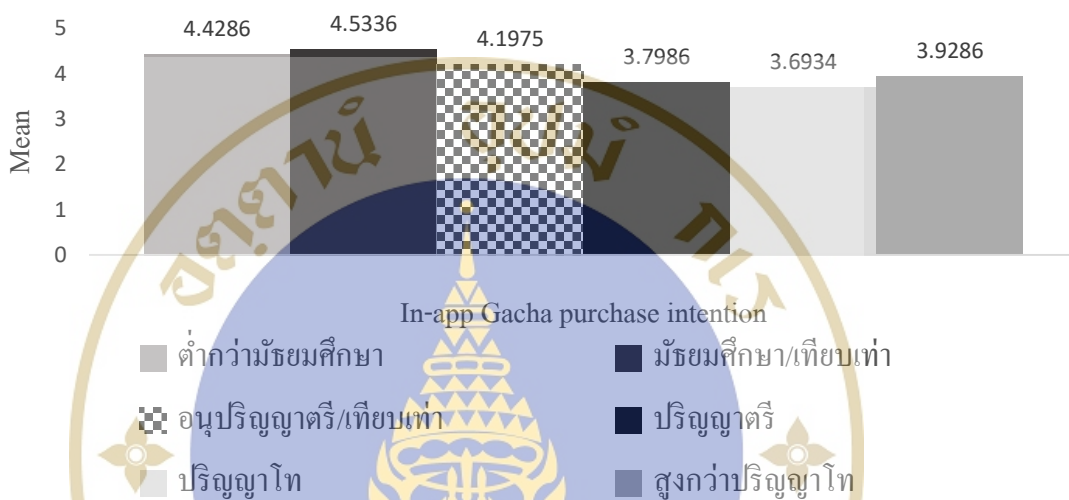 5
4
3
2
1
0
Mean
4.4286
4.5336
4.1975
3.7986
3.6934
3.9286
In-app Gacha purchase intention
ต่ำกว่ามัธยมศึกษา
มัธยมศึกษา/เทียบเท่า
อนุปริญญาตรี/เทียบเท่า
ปริญญาตรี
ปริญญาโท
สูงกว่าปริญญาโท